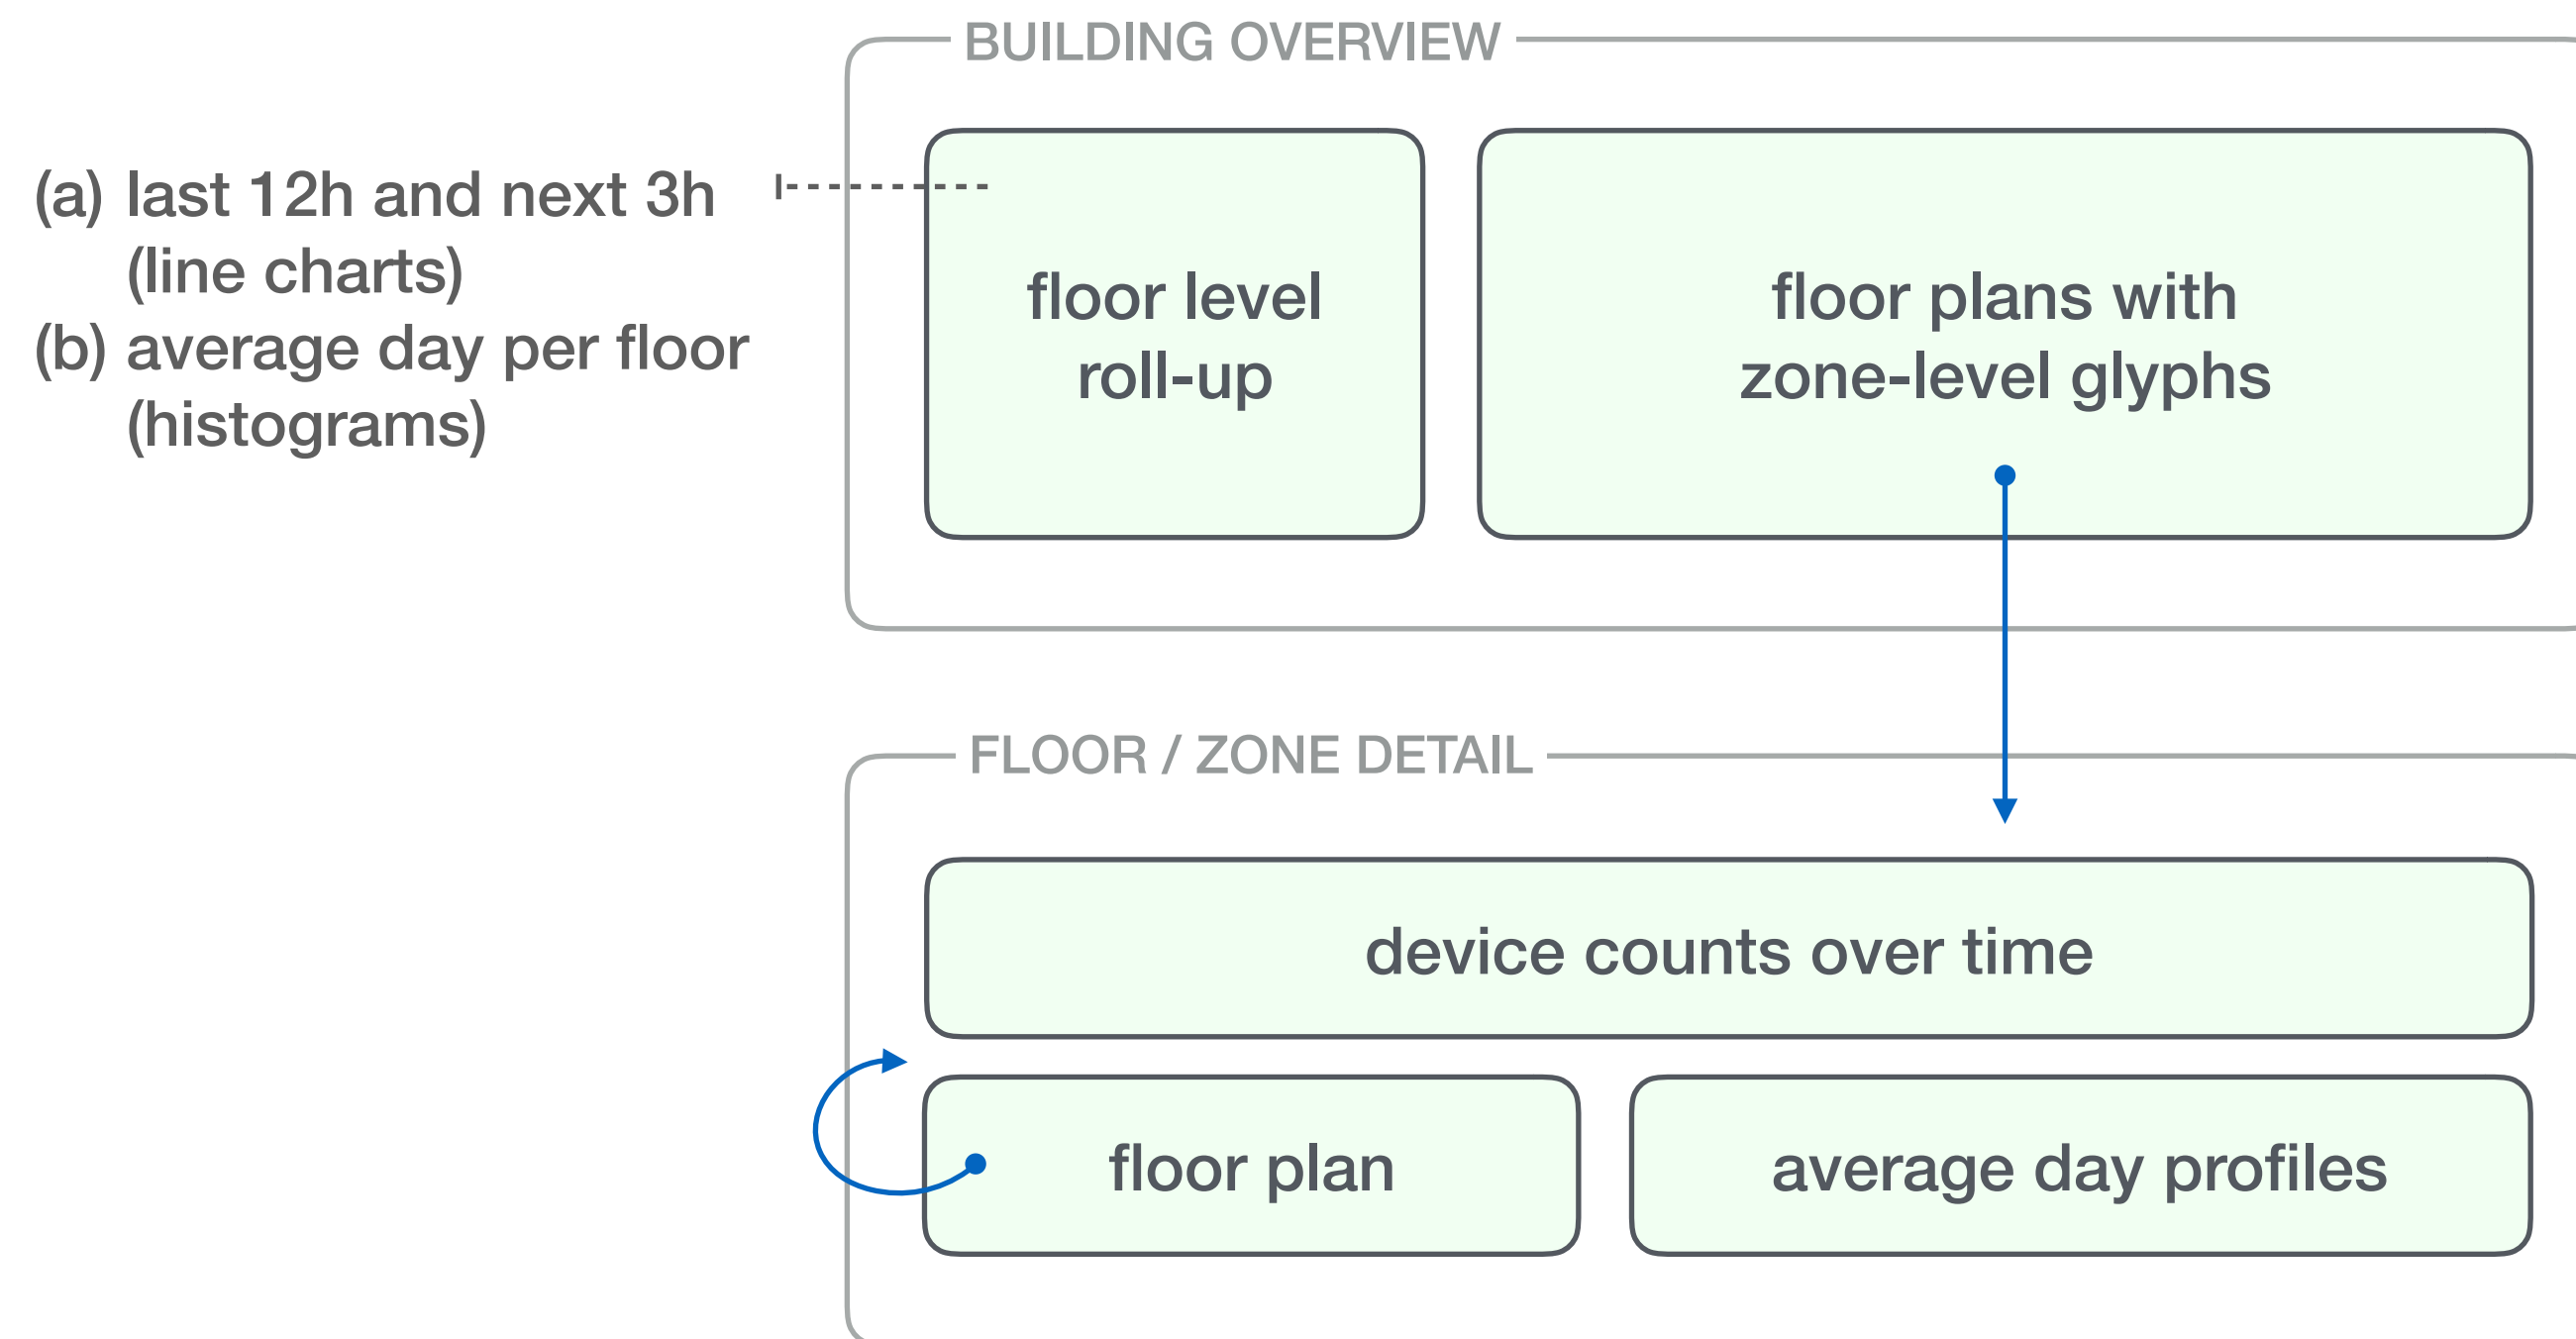 BUILDING OVERVIEW
(a) last 12h and next 3h
(line charts)
(b) average day per floor
(histograms)
floor level
roll-up
floor plans with
zone-level glyphs
FLOOR / ZONE DETAIL
device counts over time
floor plan
average day profiles